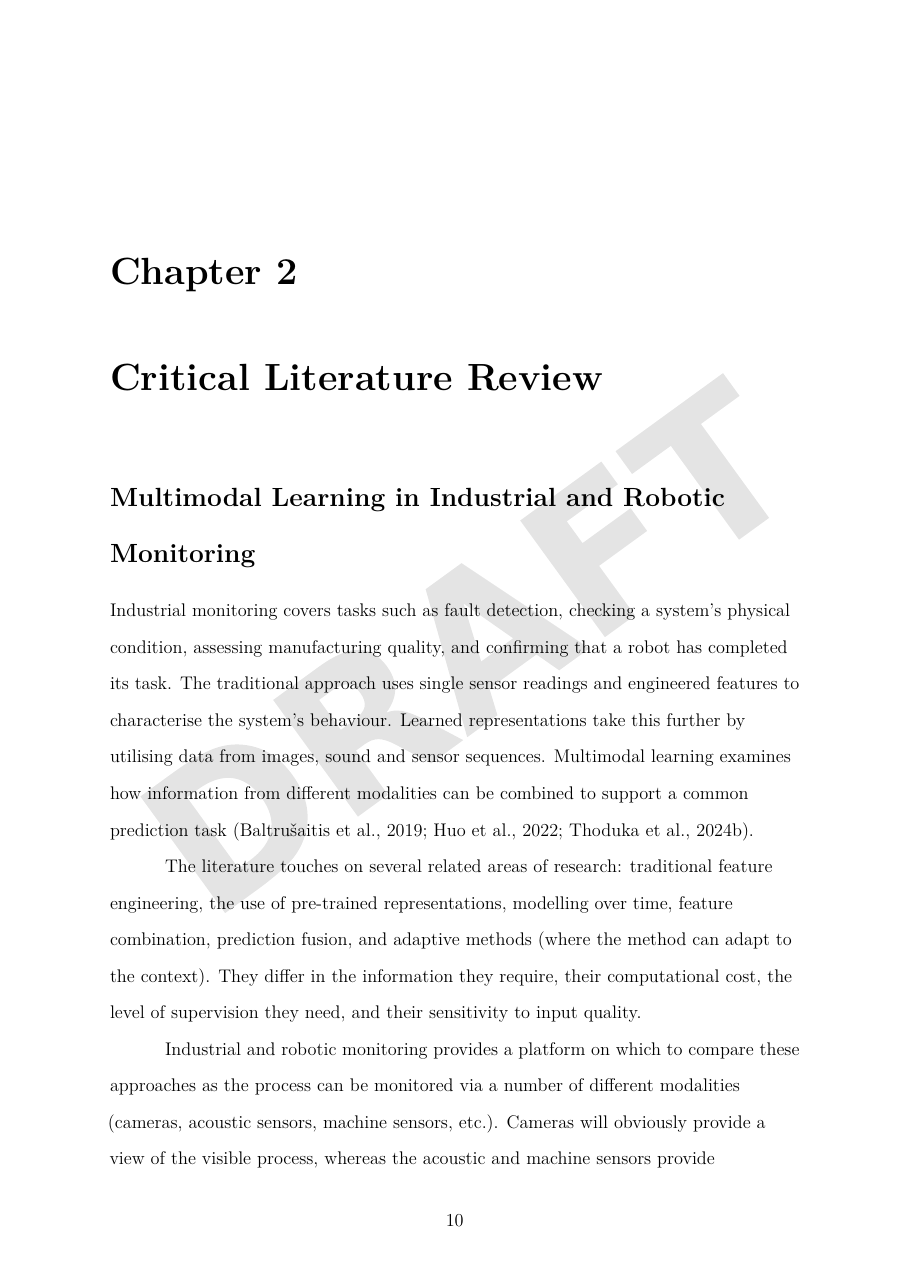 Chapter 2
Critical Literature Review
Multimodal Learning in Industrial and Robotic
Monitoring
Industrial monitoring covers tasks such as fault detection, checking a system's physical
condition, assessing manufacturing quality, and confirming that a robot has completed
its task. The traditional approach uses single sensor readings and engineered features to
characterise the system's behaviour. Learned representations take this further by
utilising data from images, sound and sensor sequences. Multimodal learning examines
how information from different modalities can be combined to support a common
prediction task (Baltrušaitis et al., 2019; Huo et al., 2022; Thoduka et al., 2024b).
The literature touches on several related areas of research: traditional feature
engineering, the use of pre-trained representations, modelling over time, feature
combination, prediction fusion, and adaptive methods (where the method can adapt to
the context). They differ in the information they require, their computational cost, the
level of supervision they need, and their sensitivity to input quality.
Industrial and robotic monitoring provides a platform on which to compare these
approaches as the process can be monitored via a number of different modalities
(cameras, acoustic sensors, machine sensors, etc.). Cameras will obviously provide a
view of the visible process, whereas the acoustic and machine sensors provide
10
DRAFT